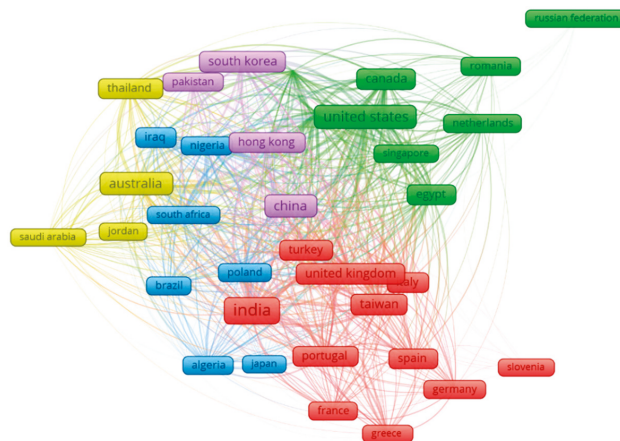 russian federation
south korea
romania
canada
pakistan
thailand
united states
netherlands
iraq
nigeria
hong kong
singapore
australia
egypt
china
south africa
jordan
saudi arabia
turkey
poland
united kingdom
italy
brazil
india
taiwan
portugal
spain
algeria
japan
slovenia
germany
france
greece